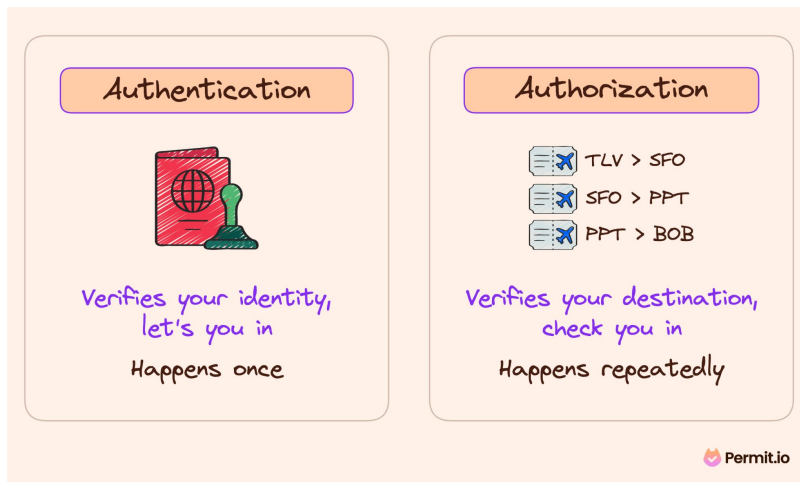 Authentication
Verifies your identity,
let's you in
Happens once
Authorization
TLV > SFO
SFO > PPT
PPT > BOB
Verifies your destination,
check you in
Happens repeatedly
Permit.io